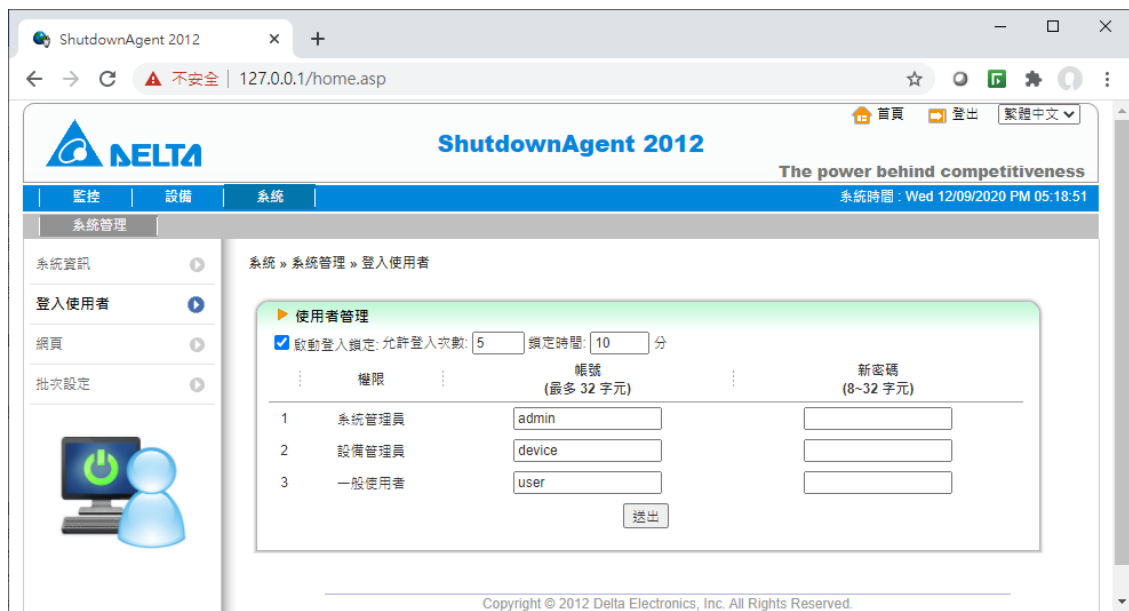 ShutdownAgent 2012
不安全 127.0.0.1/home.asp
首頁 登出 繁體中文
DELTA
ShutdownAgent 2012
The power behind competitiveness
監控 設備 系統 系統時間 : Wed 12/09/2020 PM 05:18:51
系統管理
系統資訊
登入使用者
網頁
批次設定
系統 » 系統管理 » 登入使用者
使用者管理
啟動登入鎖定: 允許登入次數: 5 鎖定時間: 10 分
權限 帳號 (最多 32 字元) 新密碼 (8~32 字元)
1 系統管理員 admin
2 設備管理員 device
3 一般使用者 user
送出
Copyright © 2012 Delta Electronics, Inc. All Rights Reserved.